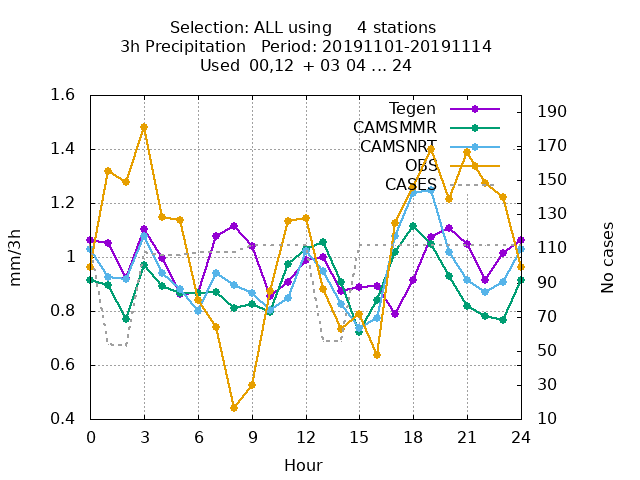 Selection: ALL using 4 stations
3h Precipitation Period: 20191101-20191114
Used 00,12 + 03 04 ... 24
1.6
1.4
1.2
1
0.8
0.6
0.4
mm/3h
Tegen
CAMSMMR
CAMSNRT
OBS
CASES
190
170
150
130
110
90
70
50
30
10
No cases
0 3 6 9 12 15 18 21 24
Hour